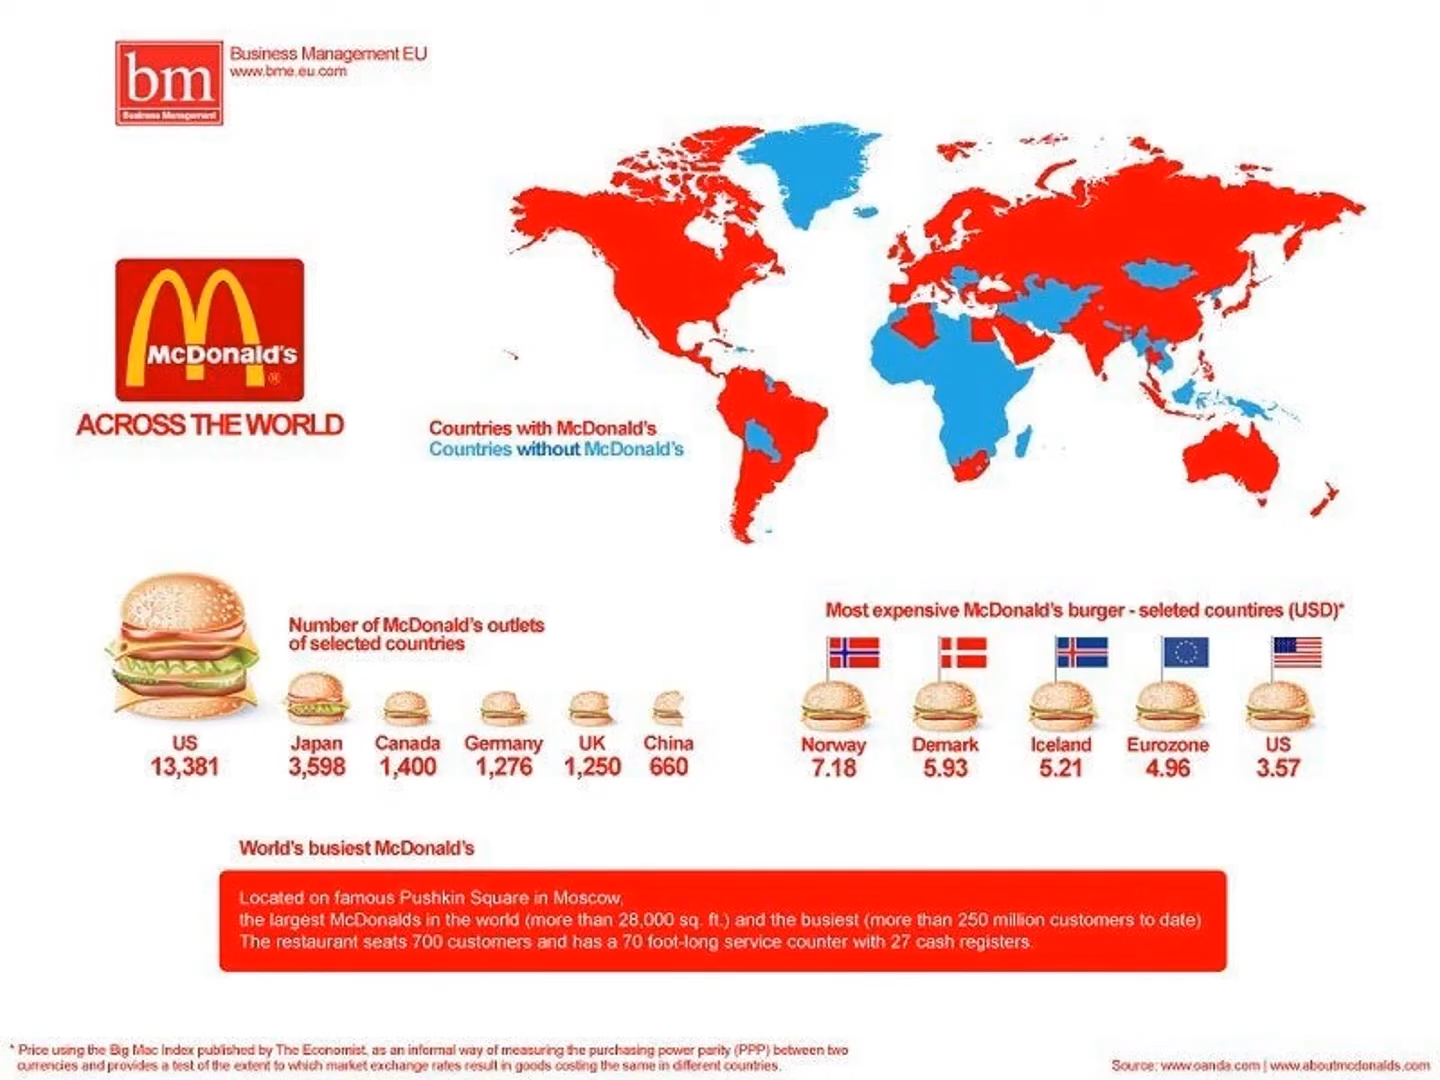 bm
Business Management
Business Management EU
www.bme.eu.com
McDonald's
®
ACROSS THE WORLD
Countries with McDonald's
Countries without McDonald's
Number of McDonald's outlets
of selected countries
US
13,381
Japan
3,598
Canada
1,400
Germany
1,276
UK
1,250
China
660
Most expensive McDonald's burger - seleted countires (USD)*
Norway
7.18
Demark
5.93
Iceland
5.21
Eurozone
4.96
US
3.57
World's busiest McDonald's
Located on famous Pushkin Square in Moscow,
the largest McDonalds in the world (more than 28,000 sq. ft.) and the busiest (more than 250 million customers to date)
The restaurant seats 700 customers and has a 70 foot-long service counter with 27 cash registers.
* Price using the Big Mac Index published by The Economist, as an informal way of measuring the purchasing power parity (PPP) between two
currencies and provides a test of the extent to which market exchange rates result in goods costing the same in different countries.
Source: www.oanda.com | www.aboutmcdonalds.com